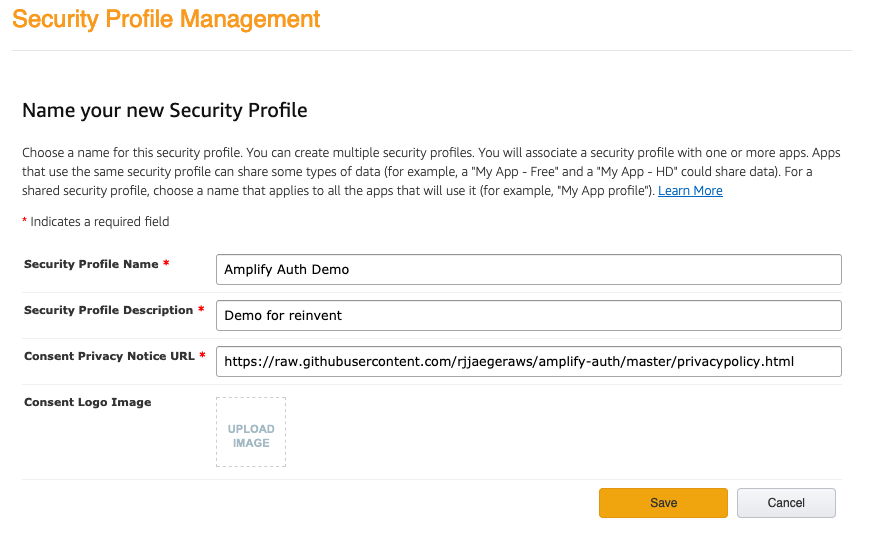 Security Profile Management
Name your new Security Profile
Choose a name for this security profile. You can create multiple security profiles. You will associate a security profile with one or more apps. Apps
that use the same security profile can share some types of data (for example, a "My App - Free" and a "My App - HD" could share data). For a
shared security profile, choose a name that applies to all the apps that will use it (for example, "My App profile"). Learn More
* Indicates a required field
Security Profile Name * Amplify Auth Demo
Security Profile Description * Demo for reinvent
Consent Privacy Notice URL * https://raw.githubusercontent.com/rjjaegeraws/amplify-auth/master/privacypolicy.html
Consent Logo Image
UPLOAD
IMAGE
Save Cancel